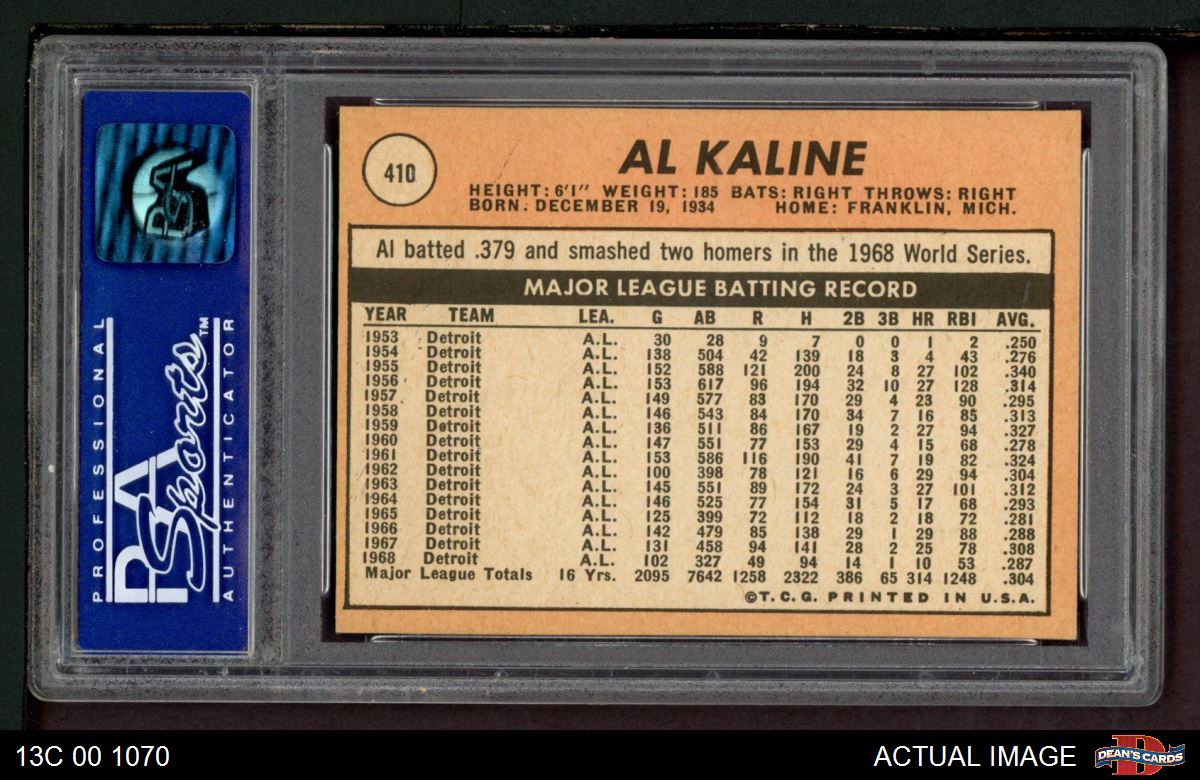 PROFESSIONAL
PSA
Sports™
AUTHENTICATOR
PSA
410
AL KALINE
HEIGHT: 6'1" WEIGHT: 185 BATS: RIGHT THROWS: RIGHT
BORN: DECEMBER 19, 1934 HOME: FRANKLIN, MICH.
Al batted .379 and smashed two homers in the 1968 World Series.
MAJOR LEAGUE BATTING RECORD
YEAR TEAM LEA. G AB R H 2B 3B HR RBI AVG.
1953 Detroit A.L. 30 28 9 7 0 0 1 2 .250
1954 Detroit A.L. 138 504 42 139 18 3 4 43 .276
1955 Detroit A.L. 152 588 121 200 24 8 27 102 .340
1956 Detroit A.L. 153 617 96 194 32 10 27 128 .314
1957 Detroit A.L. 149 577 83 170 29 4 23 90 .295
1958 Detroit A.L. 146 543 84 170 34 7 16 85 .313
1959 Detroit A.L. 136 511 86 167 19 2 27 94 .327
1960 Detroit A.L. 147 551 77 153 29 4 15 68 .278
1961 Detroit A.L. 153 586 116 190 41 7 19 82 .324
1962 Detroit A.L. 100 398 78 121 16 6 29 94 .304
1963 Detroit A.L. 145 551 89 172 24 3 27 101 .312
1964 Detroit A.L. 146 525 77 154 31 5 17 68 .293
1965 Detroit A.L. 125 399 72 112 18 2 18 72 .281
1966 Detroit A.L. 142 479 85 138 29 1 29 88 .288
1967 Detroit A.L. 131 458 94 141 28 2 25 78 .308
1968 Detroit A.L. 102 327 49 94 14 1 10 53 .287
Major League Totals 16 Yrs. 2095 7642 1258 2322 386 65 314 1248 .304
©T.C.G. PRINTED IN U.S.A.
13C 00 1070
ACTUAL IMAGE
D
DEAN'S CARDS